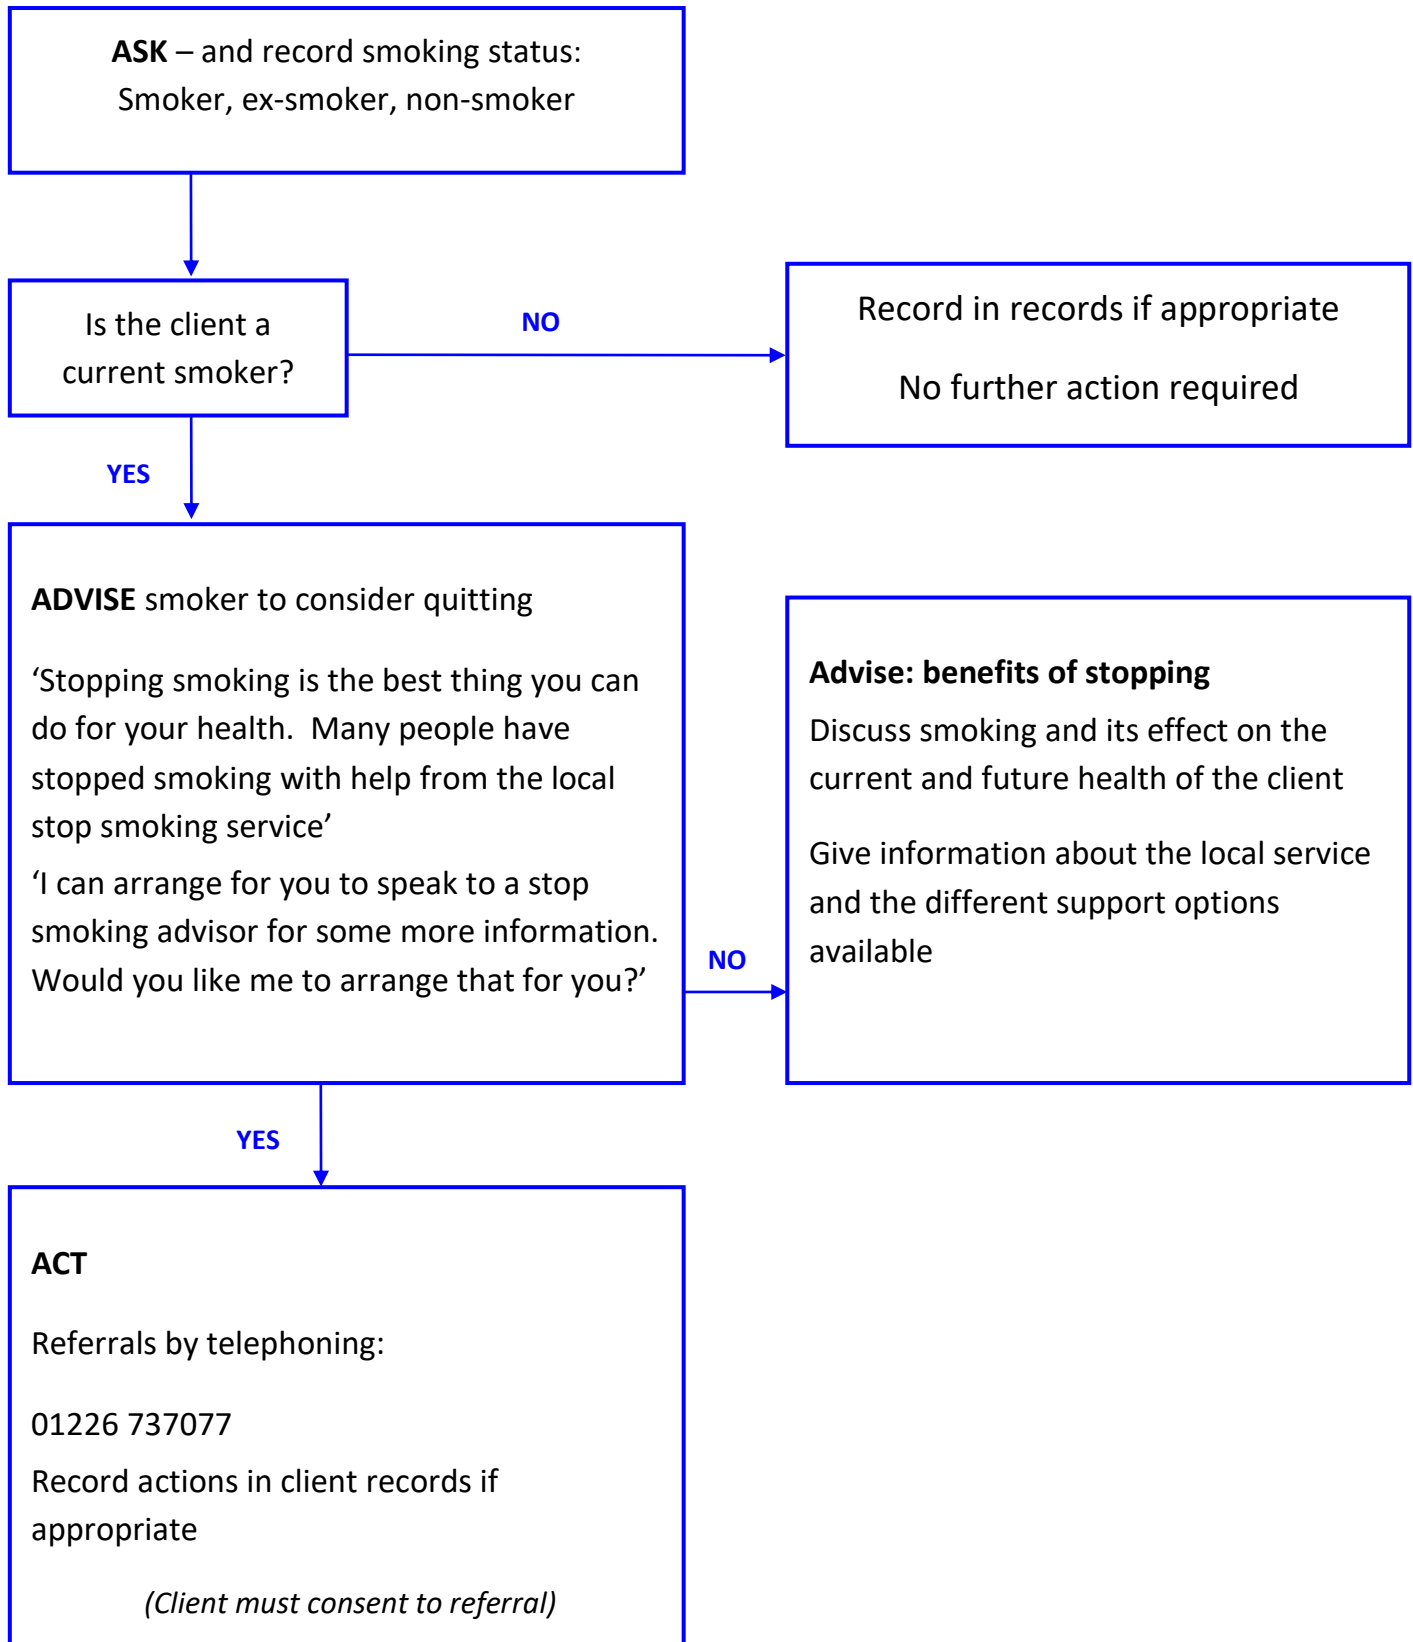 ASK – and record smoking status:
Smoker, ex-smoker, non-smoker
Is the client a
current smoker?
NO
Record in records if appropriate
No further action required
YES
ADVISE smoker to consider quitting
‘Stopping smoking is the best thing you can
do for your health.  Many people have
stopped smoking with help from the local
stop smoking service’
‘I can arrange for you to speak to a stop
smoking advisor for some more information.
Would you like me to arrange that for you?’
NO
Advise: benefits of stopping
Discuss smoking and its effect on the
current and future health of the client
Give information about the local service
and the different support options
available
YES
ACT
Referrals by telephoning:
01226 737077
Record actions in client records if
appropriate
(Client must consent to referral)